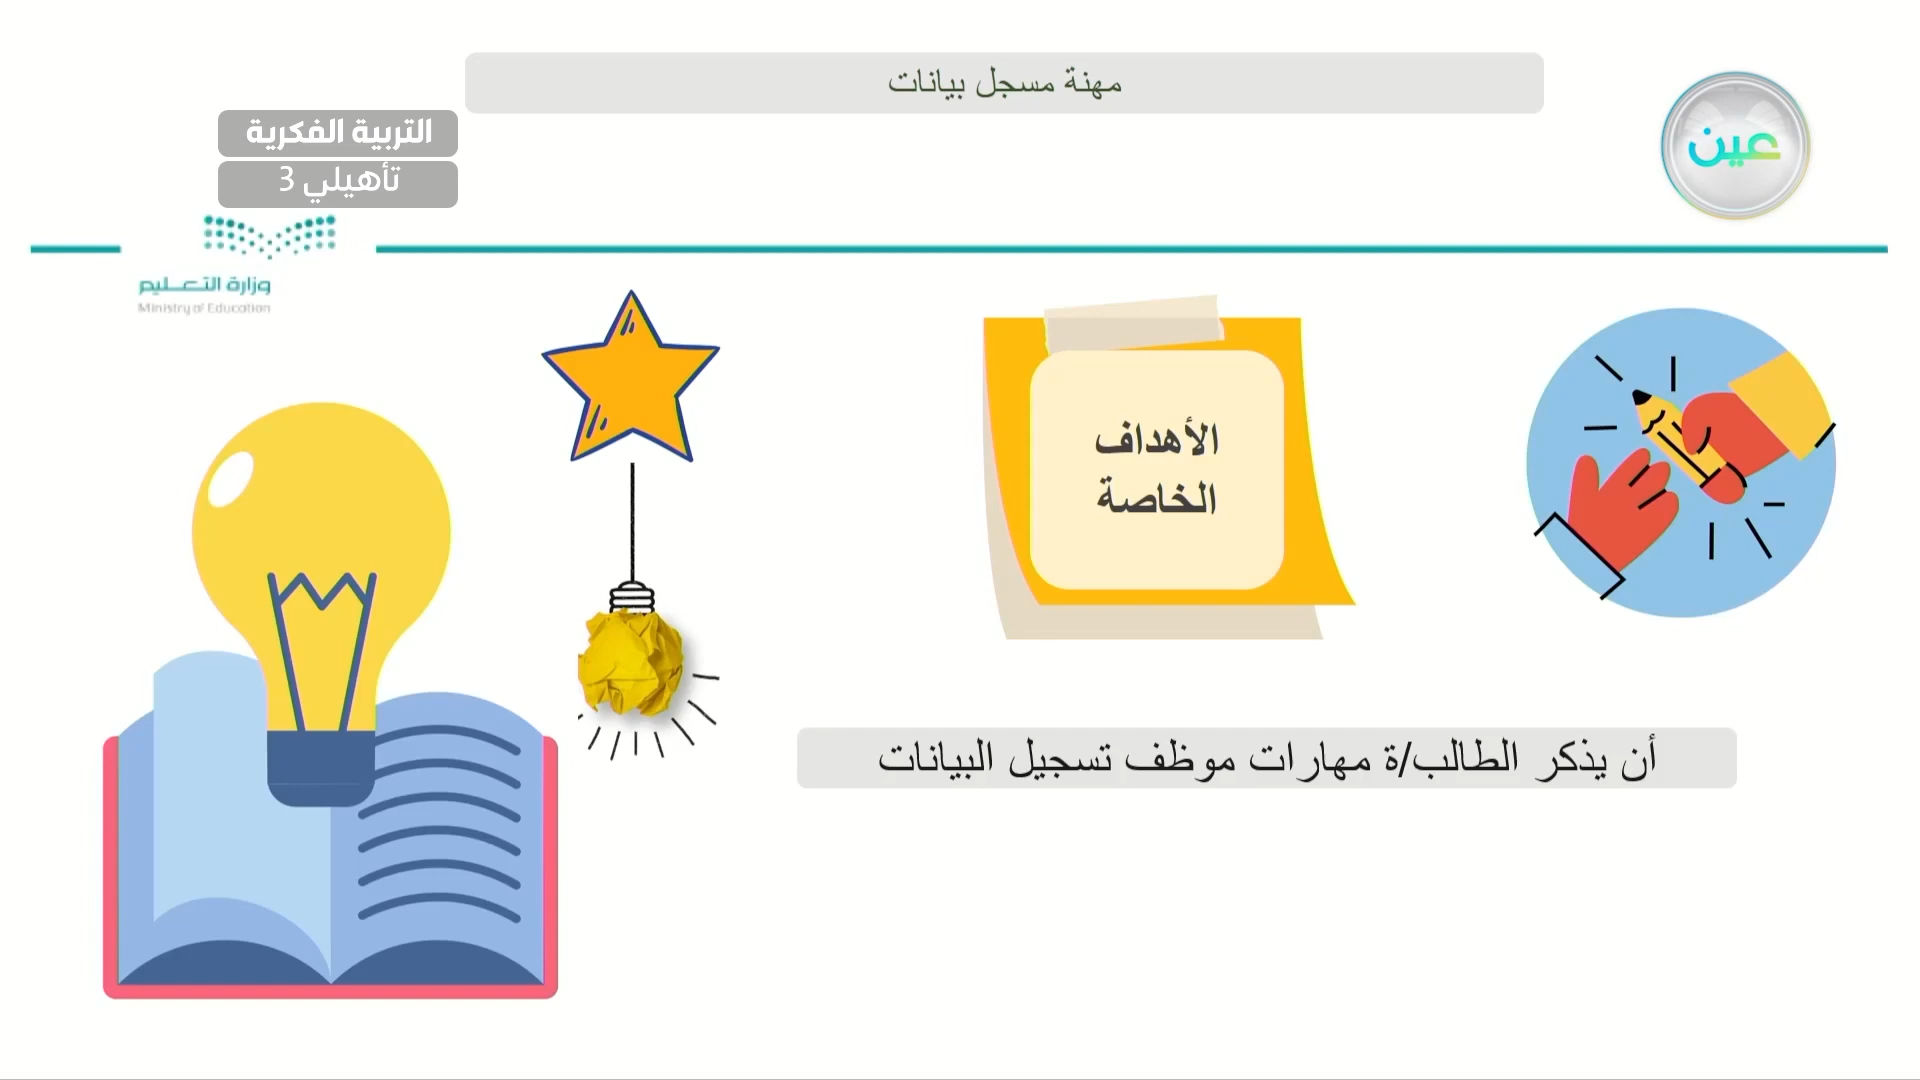 مهنة مسجل بيانات
عين
التربية الفكرية
تأهيلي 3
وزارة التعليم
Ministry of Education
الأهداف
الخاصة
أن يذكر الطالب/ة مهارات موظف تسجيل البيانات